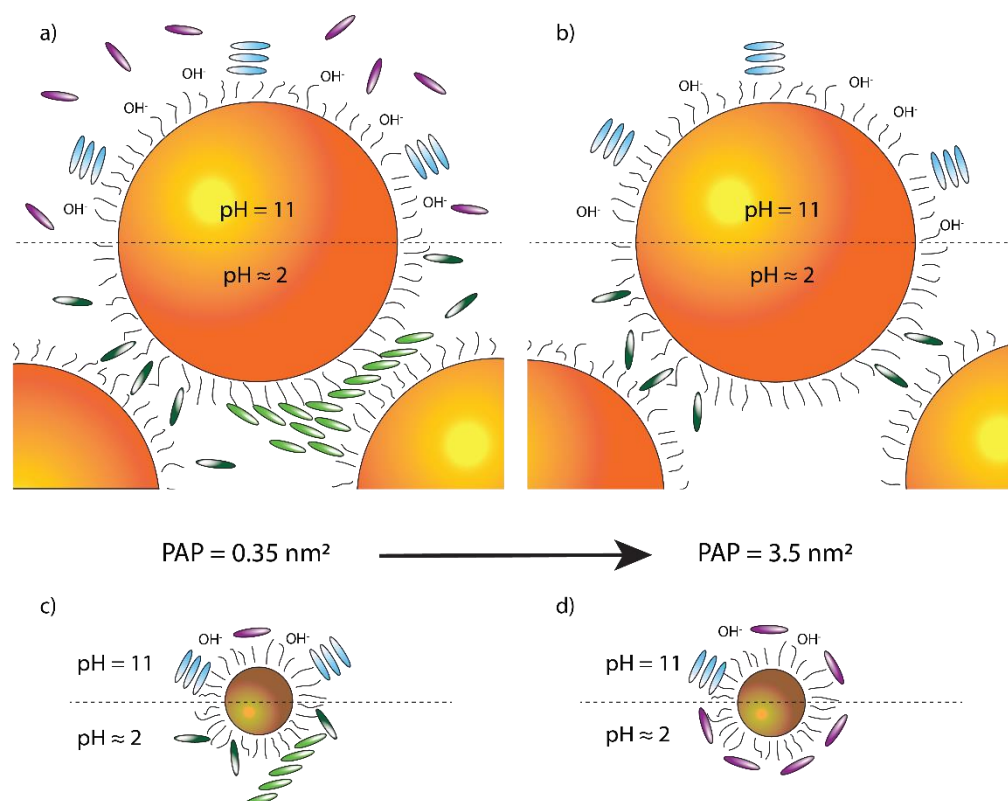 a)
b)
OH⁻
OH⁻
OH⁻
OH⁻
OH⁻
OH⁻
OH⁻
OH⁻
OH⁻
OH⁻
OH⁻
OH⁻
pH = 11
pH = 11
pH ≈ 2
pH ≈ 2
PAP = 0.35 nm²
PAP = 3.5 nm²
c)
d)
OH⁻ OH⁻
OH⁻ OH⁻
pH = 11
pH = 11
pH ≈ 2
pH ≈ 2